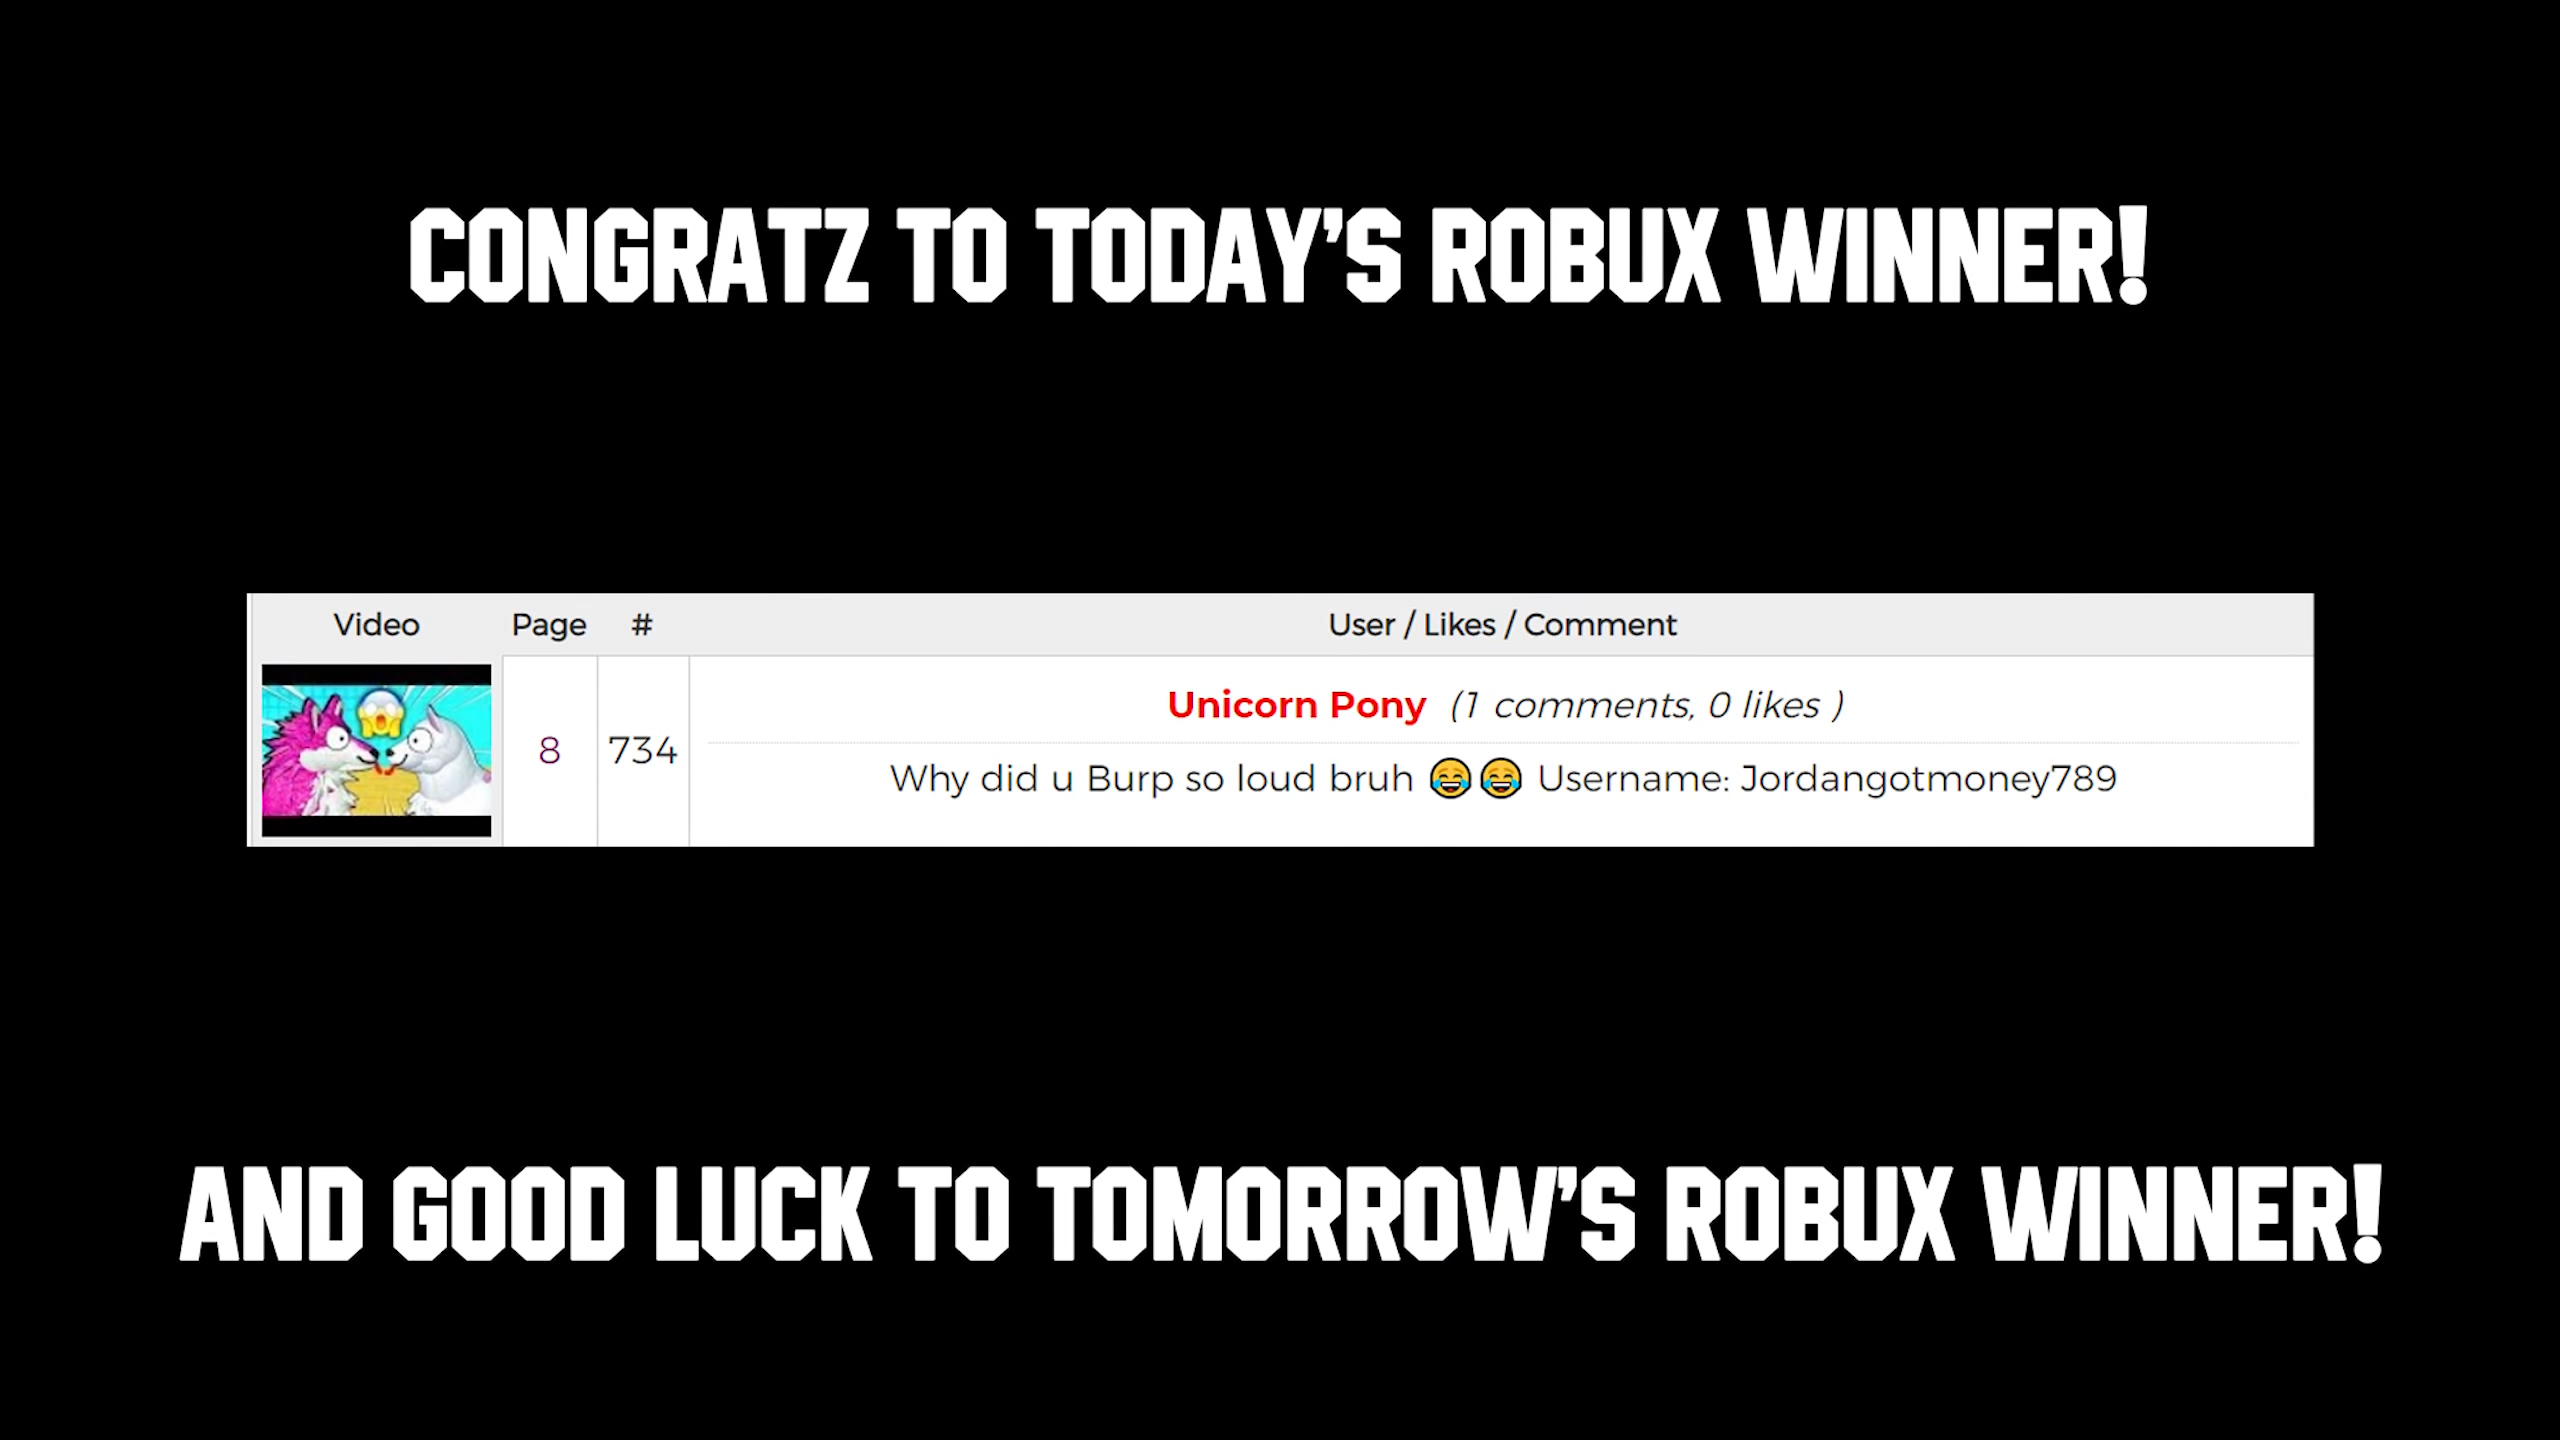 CONGRATZ TO TODAY'S ROBUX WINNER!
Video Page # User / Likes / Comment
8 734 Unicorn Pony (1 comments, 0 likes )
Why did u Burp so loud bruh 😂😂 Username: Jordangotmoney789
AND GOOD LUCK TO TOMORROW'S ROBUX WINNER!